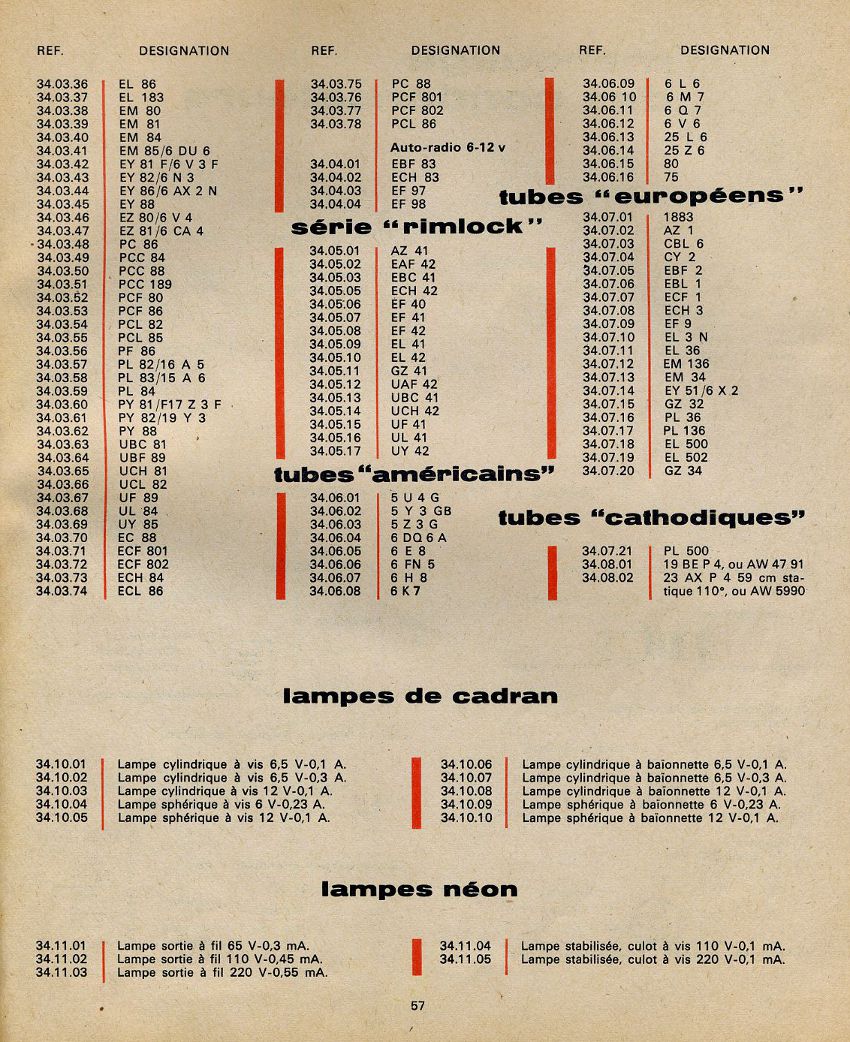 REF. DESIGNATION
34.03.36 EL 86
34.03.37 EL 183
34.03.38 EM 80
34.03.39 EM 81
34.03.40 EM 84
34.03.41 EM 85/6 DU 6
34.03.42 EY 81 F/6 V 3 F
34.03.43 EY 82/6 N 3
34.03.44 EY 86/6 AX 2 N
34.03.45 EY 88
34.03.46 EZ 80/6 V 4
34.03.47 EZ 81/6 CA 4
34.03.48 PC 86
34.03.49 PCC 84
34.03.50 PCC 88
34.03.51 PCC 189
34.03.52 PCF 80
34.03.53 PCF 86
34.03.54 PCL 82
34.03.55 PCL 85
34.03.56 PF 86
34.03.57 PL 82/16 A 5
34.03.58 PL 83/15 A 6
34.03.59 PL 84
34.03.60 PY 81/F17 Z 3 F
34.03.61 PY 82/19 Y 3
34.03.62 PY 88
34.03.63 UBC 81
34.03.64 UBF 89
34.03.65 UCH 81
34.03.66 UCL 82
34.03.67 UF 89
34.03.68 UL 84
34.03.69 UY 85
34.03.70 EC 88
34.03.71 ECF 801
34.03.72 ECF 802
34.03.73 ECH 84
34.03.74 ECL 86
REF. DESIGNATION
34.03.75 PC 88
34.03.76 PCF 801
34.03.77 PCF 802
34.03.78 PCL 86
Auto-radio 6-12 v
34.04.01 EBF 83
34.04.02 ECH 83
34.04.03 EF 97
34.04.04 EF 98
série "rimlock"
34.05.01 AZ 41
34.05.02 EAF 42
34.05.03 EBC 41
34.05.05 ECH 42
34.05.06 EF 40
34.05.07 EF 41
34.05.08 EF 42
34.05.09 EL 41
34.05.10 EL 42
34.05.11 GZ 41
34.05.12 UAF 42
34.05.13 UBC 41
34.05.14 UCH 42
34.05.15 UF 41
34.05.16 UL 41
34.05.17 UY 42
tubes "américains"
34.06.01 5 U 4 G
34.06.02 5 Y 3 GB
34.06.03 5 Z 3 G
34.06.04 6 DQ 6 A
34.06.05 6 E 8
34.06.06 6 FN 5
34.06.07 6 H 8
34.06.08 6 K 7
REF. DESIGNATION
34.06.09 6 L 6
34.06 10 6 M 7
34.06.11 6 Q 7
34.06.12 6 V 6
34.06.13 25 L 6
34.06.14 25 Z 6
34.06.15 80
34.06.16 75
tubes "européens"
34.07.01 1883
34.07.02 AZ 1
34.07.03 CBL 6
34.07.04 CY 2
34.07.05 EBF 2
34.07.06 EBL 1
34.07.07 ECF 1
34.07.08 ECH 3
34.07.09 EF 9
34.07.10 EL 3 N
34.07.11 EL 36
34.07.12 EM 136
34.07.13 EM 34
34.07.14 EY 51/6 X 2
34.07.15 GZ 32
34.07.16 PL 36
34.07.17 PL 136
34.07.18 EL 500
34.07.19 EL 502
34.07.20 GZ 34
tubes "cathodiques"
34.07.21 PL 500
34.08.01 19 BE P 4, ou AW 47 91
34.08.02 23 AX P 4 59 cm sta-
tique 110°, ou AW 5990
lampes de cadran
34.10.01 Lampe cylindrique à vis 6,5 V-0,1 A.
34.10.02 Lampe cylindrique à vis 6,5 V-0,3 A.
34.10.03 Lampe cylindrique à vis 12 V-0,1 A.
34.10.04 Lampe sphérique à vis 6 V-0,23 A.
34.10.05 Lampe sphérique à vis 12 V-0,1 A.
34.10.06 Lampe cylindrique à baïonnette 6,5 V-0,1 A.
34.10.07 Lampe cylindrique à baïonnette 6,5 V-0,3 A.
34.10.08 Lampe cylindrique à baïonnette 12 V-0,1 A.
34.10.09 Lampe sphérique à baïonnette 6 V-0,23 A.
34.10.10 Lampe sphérique à baïonnette 12 V-0,1 A.
lampes néon
34.11.01 Lampe sortie à fil 65 V-0,3 mA.
34.11.02 Lampe sortie à fil 110 V-0,45 mA.
34.11.03 Lampe sortie à fil 220 V-0,55 mA.
34.11.04 Lampe stabilisée, culot à vis 110 V-0,1 mA.
34.11.05 Lampe stabilisée, culot à vis 220 V-0,1 mA.
57